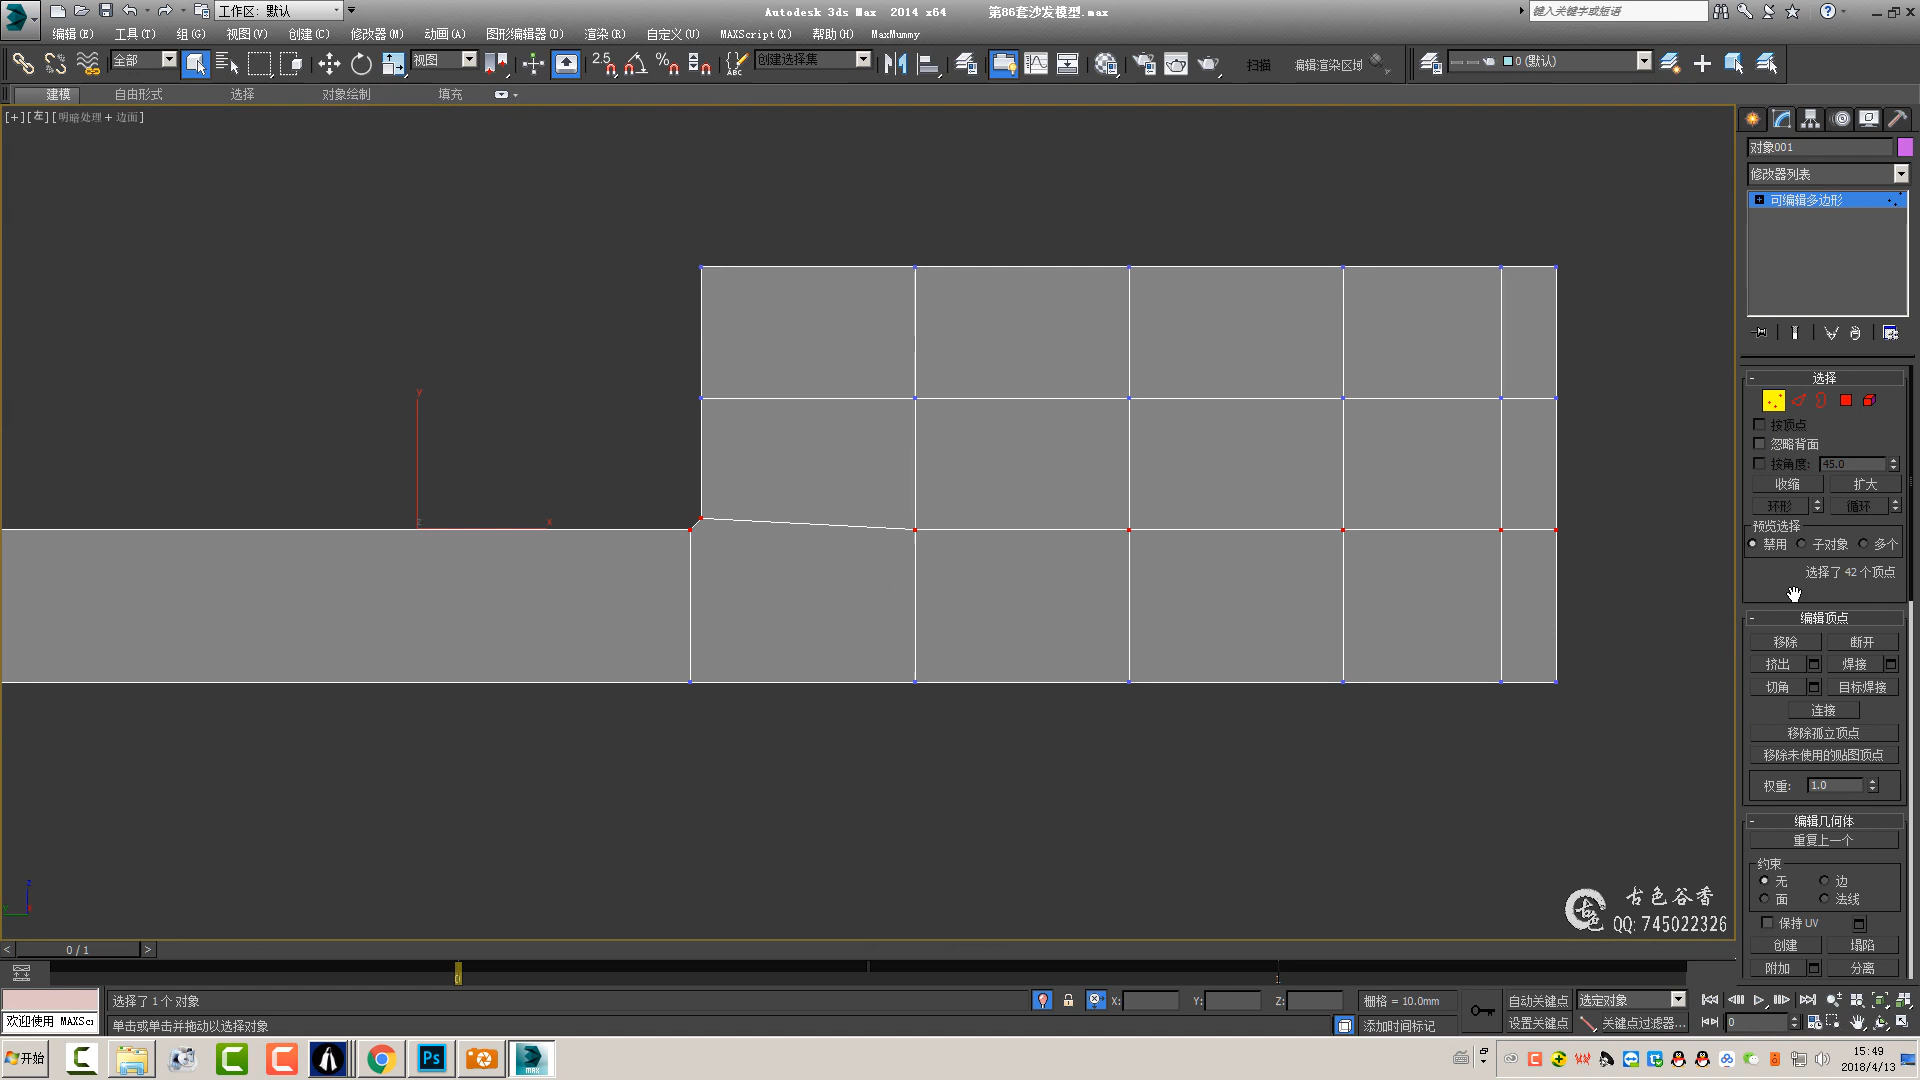 工作区: 默认
Autodesk 3ds Max  2014 x64    第86套沙发模型.max
键入关键字或短语
编辑(E) 工具(T) 组(G) 视图(V) 创建(C) 修改器(M) 动画(A) 图形编辑器(D) 渲染(R) 自定义(U) MAXScript(X) 帮助(H) MaxMummy
全部 视图 2.5 创建选择集 扫描 编辑渲染区域 0 (默认)
建模 自由形式 选择 对象绘制 填充
[+][左][明暗处理 + 边面]
对象001
修改器列表
可编辑多边形
选择
按顶点
忽略背面
按角度: 45.0
收缩 扩大
环形 循环
预览选择
禁用 子对象 多个
选择了 42 个顶点
编辑顶点
移除 断开
挤出 焊接
切角 目标焊接
连接
移除孤立顶点
移除未使用的贴图顶点
权重: 1.0
编辑几何体
重复上一个
约束
无 边
面 法线
保持 UV
创建 塌陷
附加 分离
y
z x
z
古色谷香
QQ: 745022326
< 0 / 1 >
选择了 1 个 对象 X: Y: Z: 栅格 = 10.0mm 自动关键点 选定对象
欢迎使用 MAXScr 单击或单击并拖动以选择对象 添加时间标记 设置关键点 关键点过滤器... 0
开始 Ps MAX
15:49
2018/4/13